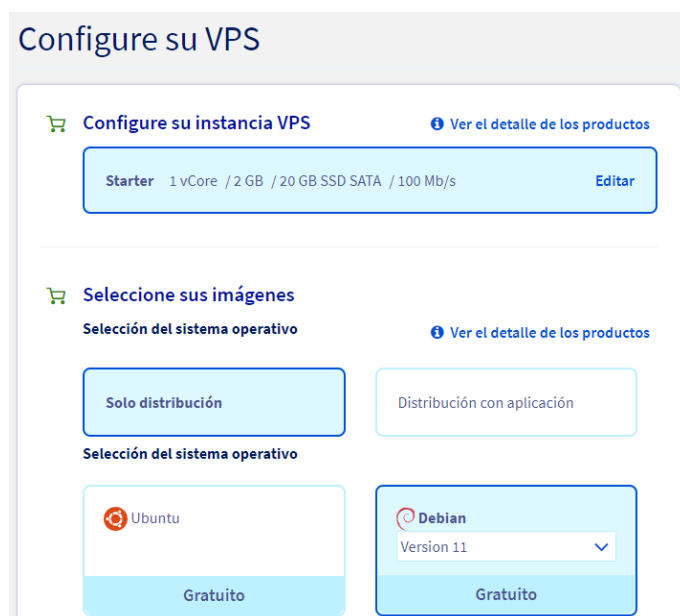 Configure su VPS
Configure su instancia VPS
Ver el detalle de los productos
Starter 1 vCore / 2 GB / 20 GB SSD SATA / 100 Mb/s Editar
Seleccione sus imágenes
Selección del sistema operativo
Ver el detalle de los productos
Solo distribución
Distribución con aplicación
Selección del sistema operativo
Ubuntu
Gratuito
Debian
Version 11
Gratuito